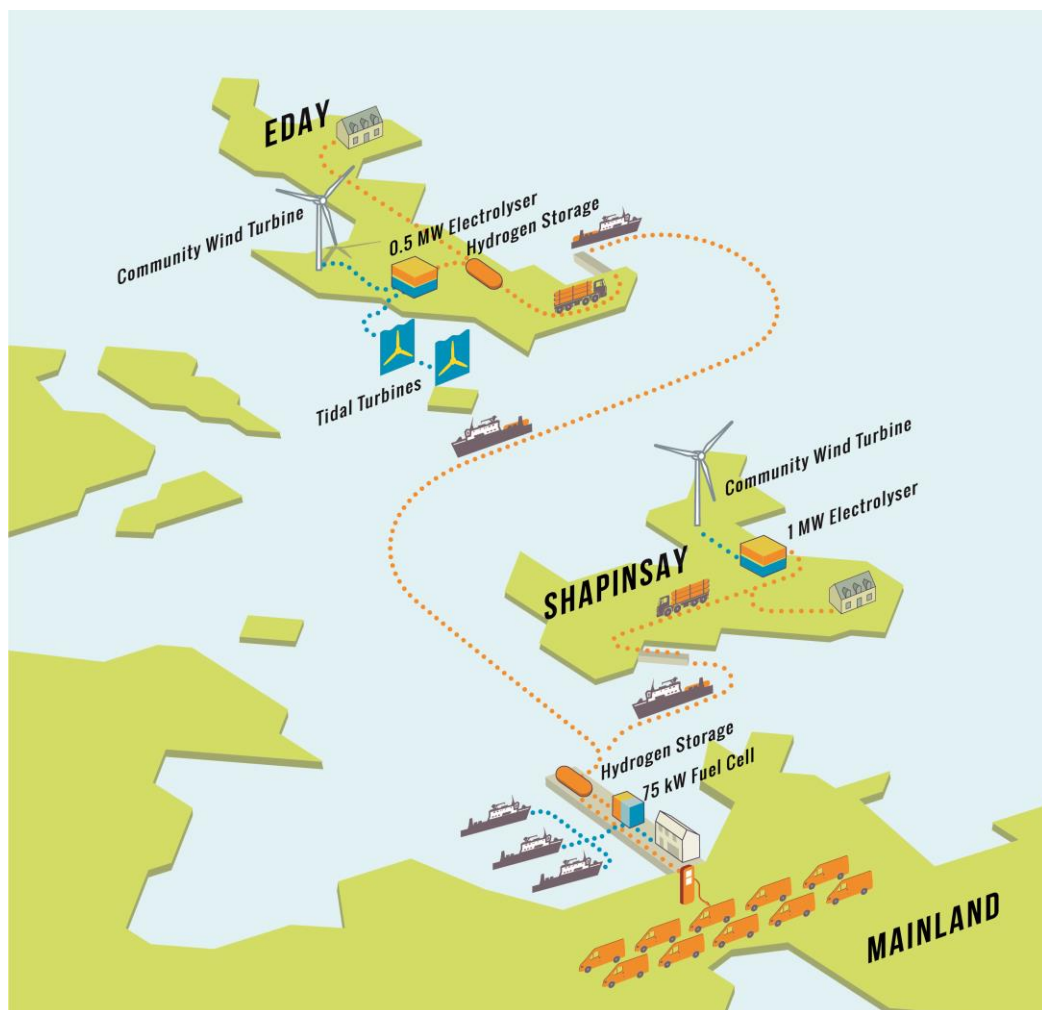 EDAY
Community Wind Turbine
0.5 MW Electrolyser
Hydrogen Storage
Tidal Turbines
Community Wind Turbine
1 MW Electrolyser
SHAPINSAY
Hydrogen Storage
75 kW Fuel Cell
MAINLAND